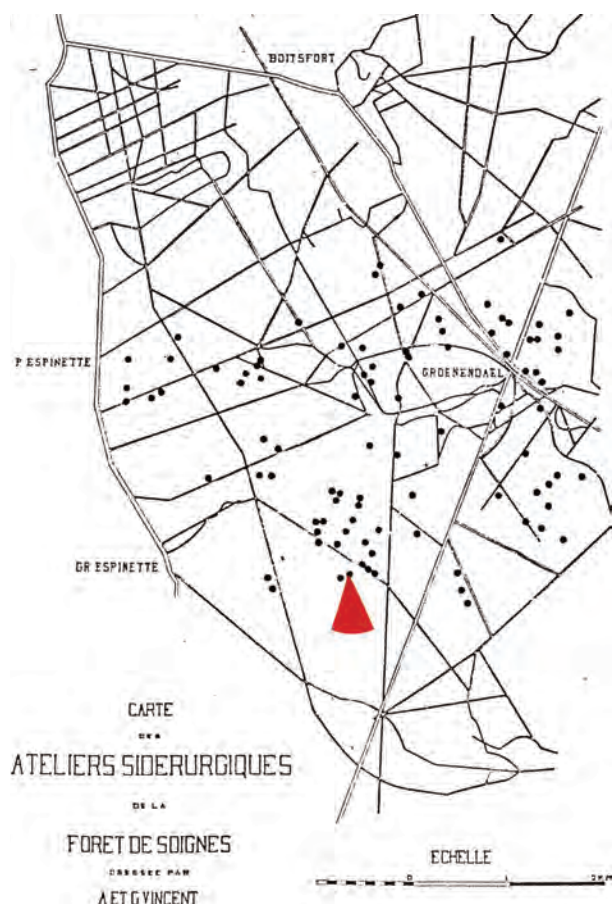 BOITSFORT
P ESPINETTE
GROENENDAEL
GR ESPINETTE
CARTE
DES
ATELIERS SIDERURGIQUES
DE LA
FORET DE SOIGNES
DRESSEE PAR
A ET G VINCENT
ECHELLE
0 1 2KM